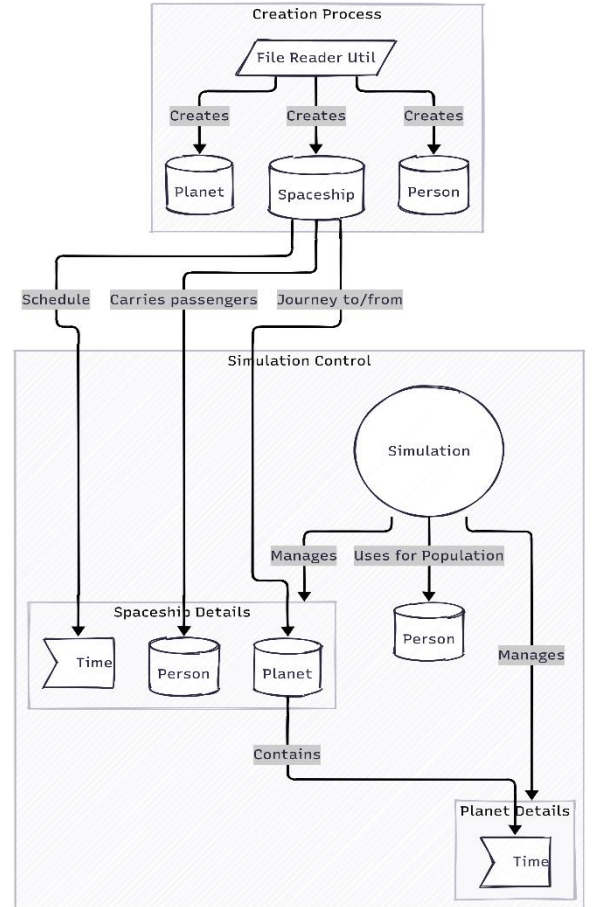 Creation Process
File Reader Util
Creates
Creates
Creates
Planet
Spaceship
Person
Schedule
Carries passengers
Journey to/from
Simulation Control
Simulation
Manages
Uses for Population
Spaceship Details
Time
Person
Planet
Person
Manages
Contains
Planet Details
Time